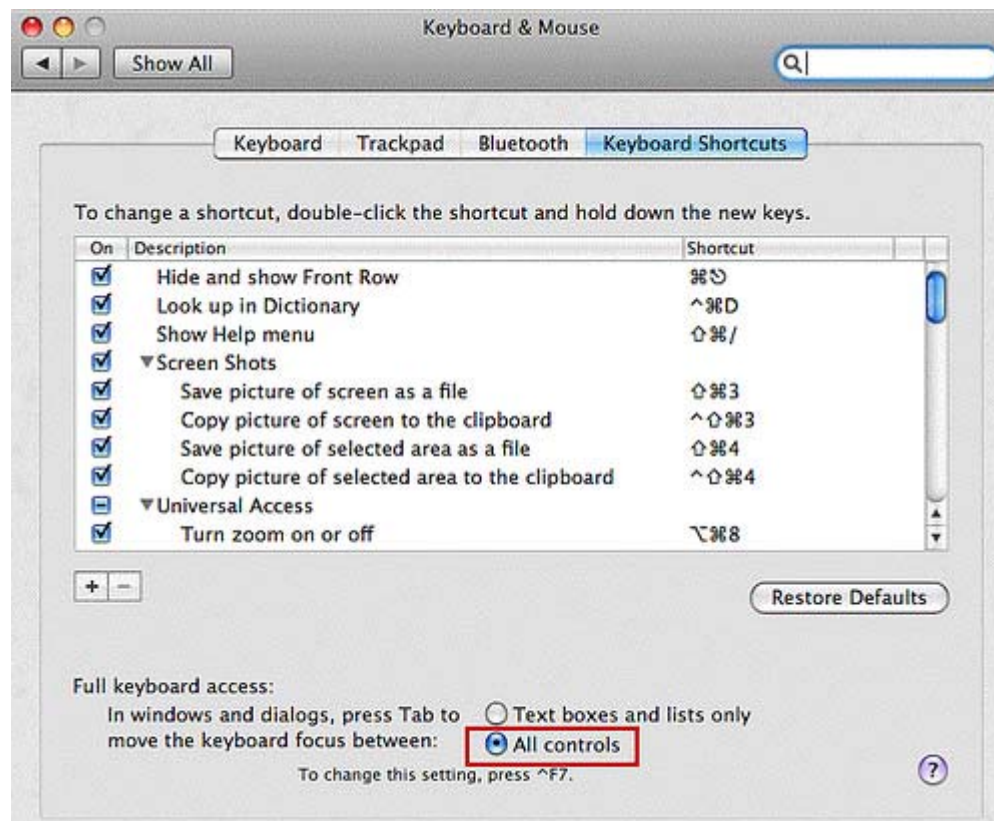 Keyboard & Mouse
Show All
Keyboard Trackpad Bluetooth Keyboard Shortcuts
To change a shortcut, double-click the shortcut and hold down the new keys.
On Description Shortcut
Hide and show Front Row ⌘⎋
Look up in Dictionary ^⌘D
Show Help menu ⇧⌘/
▼Screen Shots
Save picture of screen as a file ⇧⌘3
Copy picture of screen to the clipboard ^⇧⌘3
Save picture of selected area as a file ⇧⌘4
Copy picture of selected area to the clipboard ^⇧⌘4
▼Universal Access
Turn zoom on or off ⌥⌘8
+ −
Restore Defaults
Full keyboard access:
In windows and dialogs, press Tab to Text boxes and lists only
move the keyboard focus between: All controls
To change this setting, press ^F7.
?